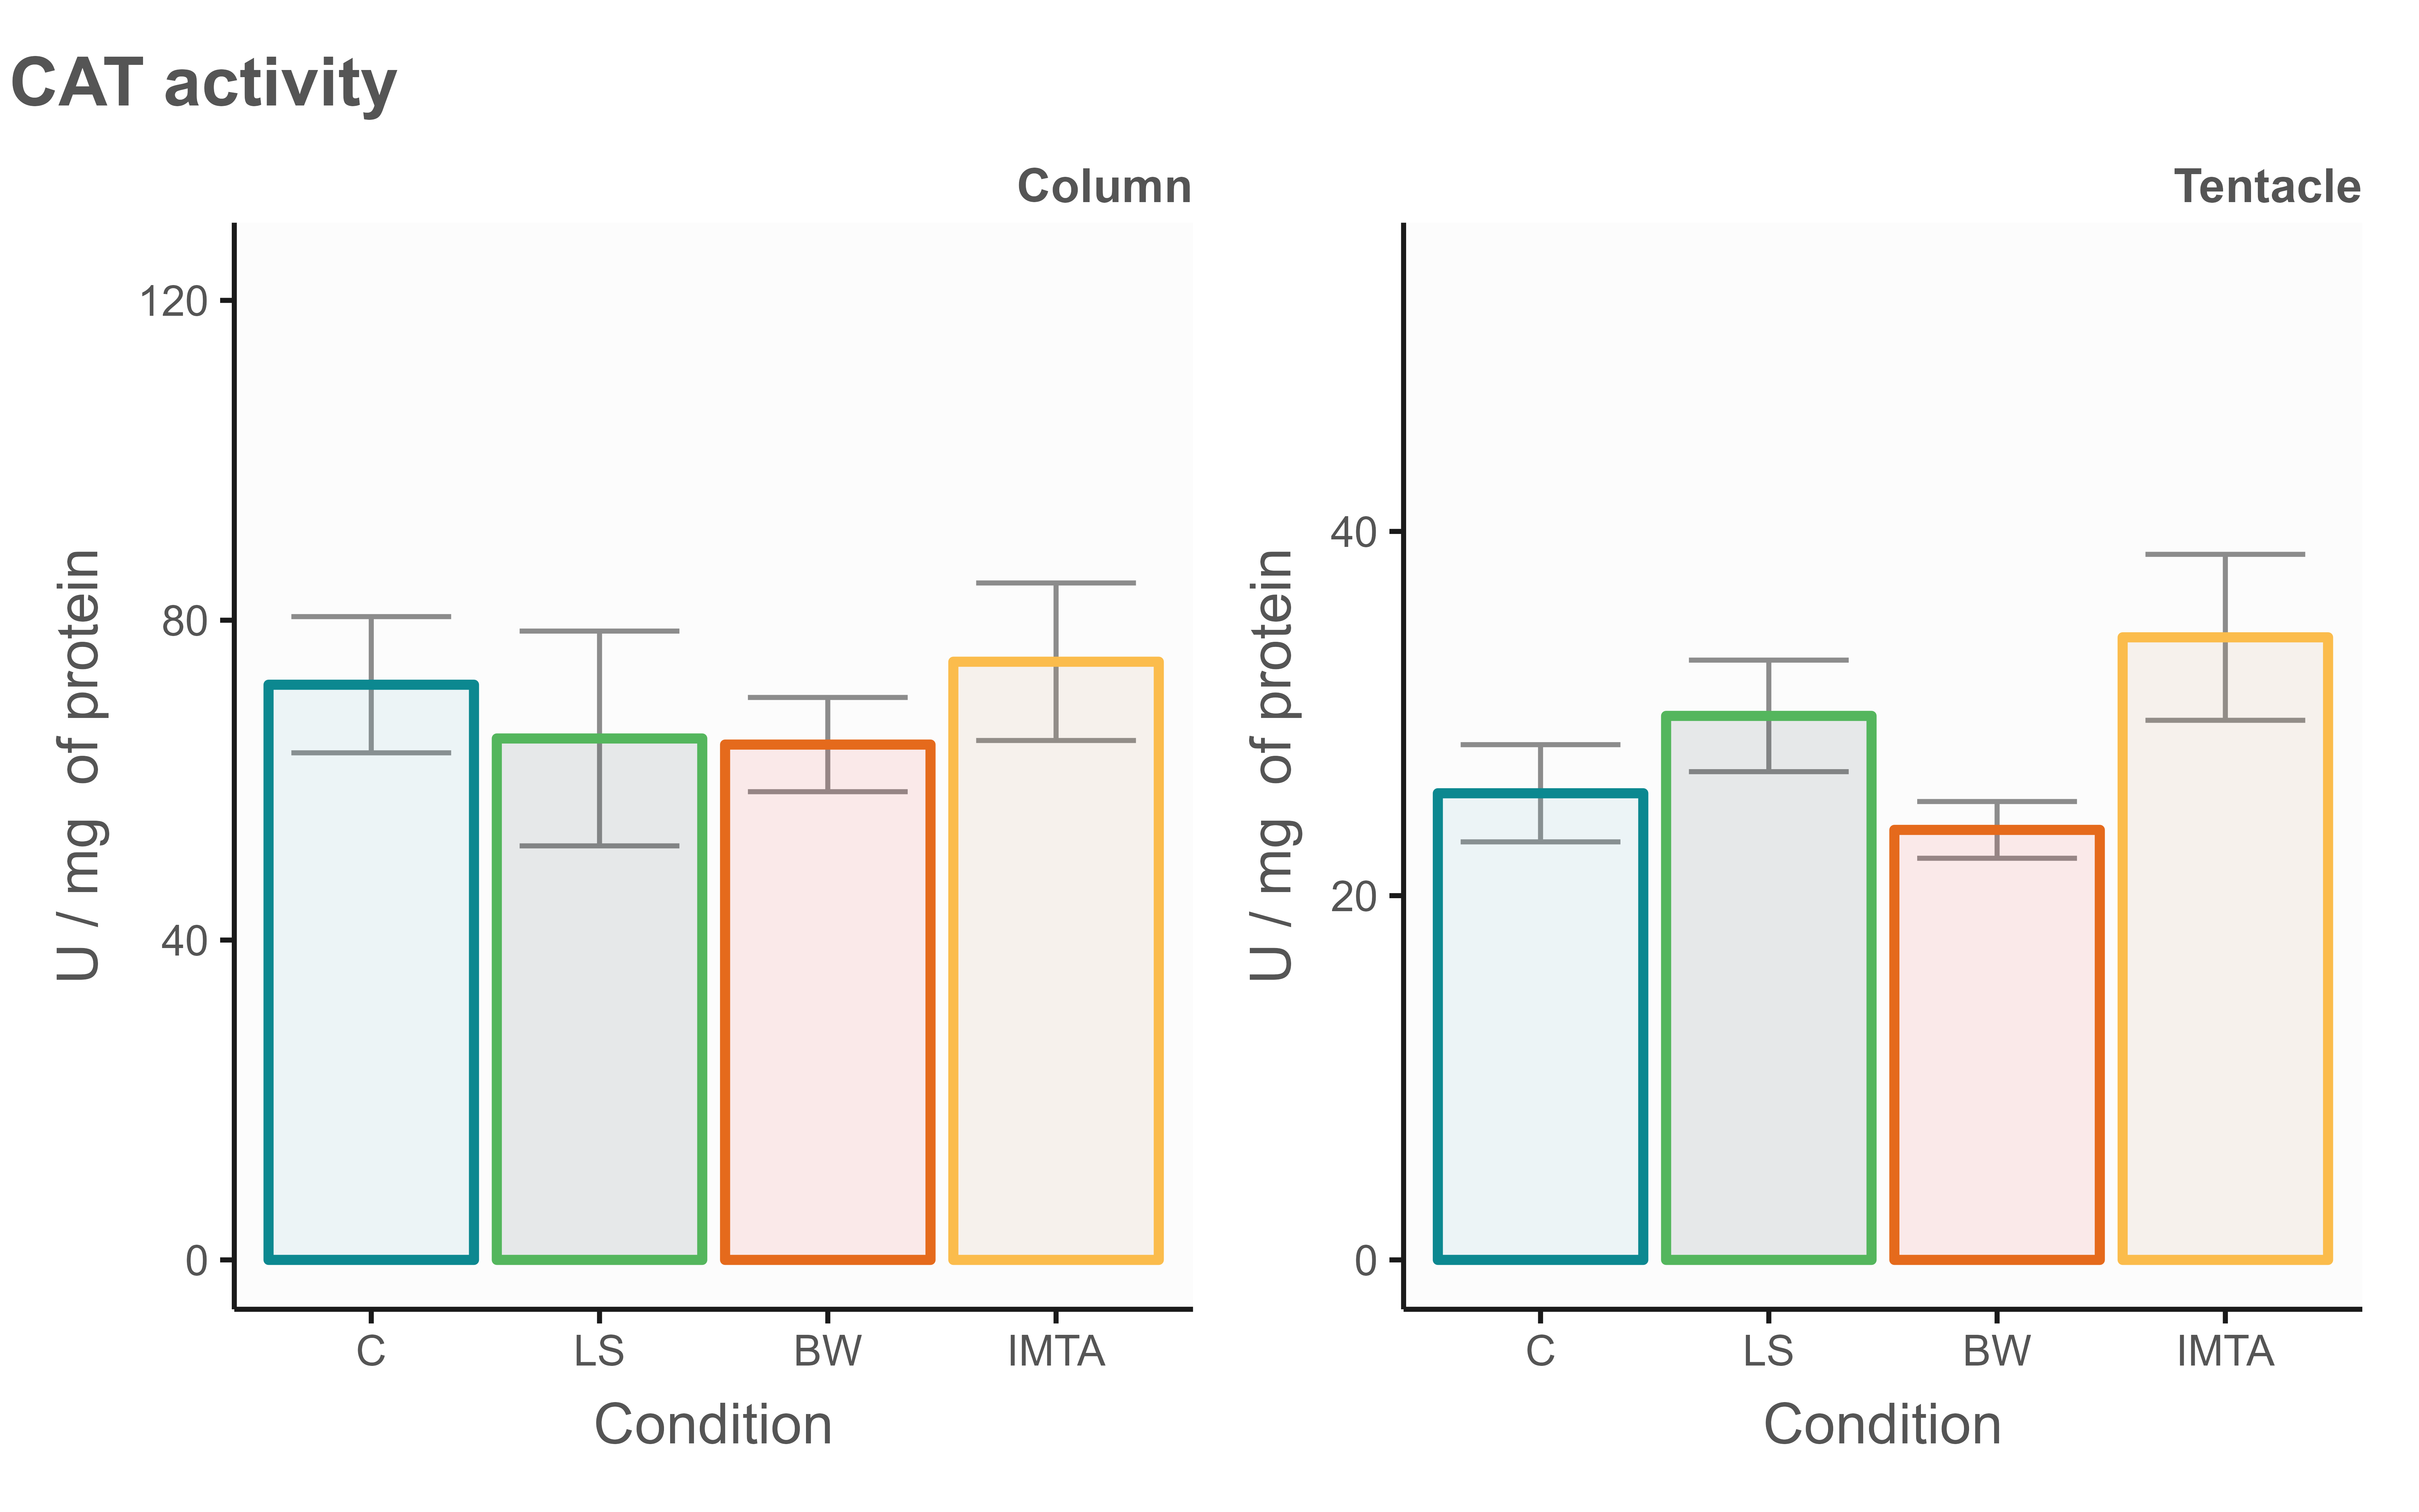 CAT activity
Column
120
80
40
0
U / mg of protein
C LS BW IMTA
Condition
Tentacle
40
20
0
U / mg of protein
C LS BW IMTA
Condition